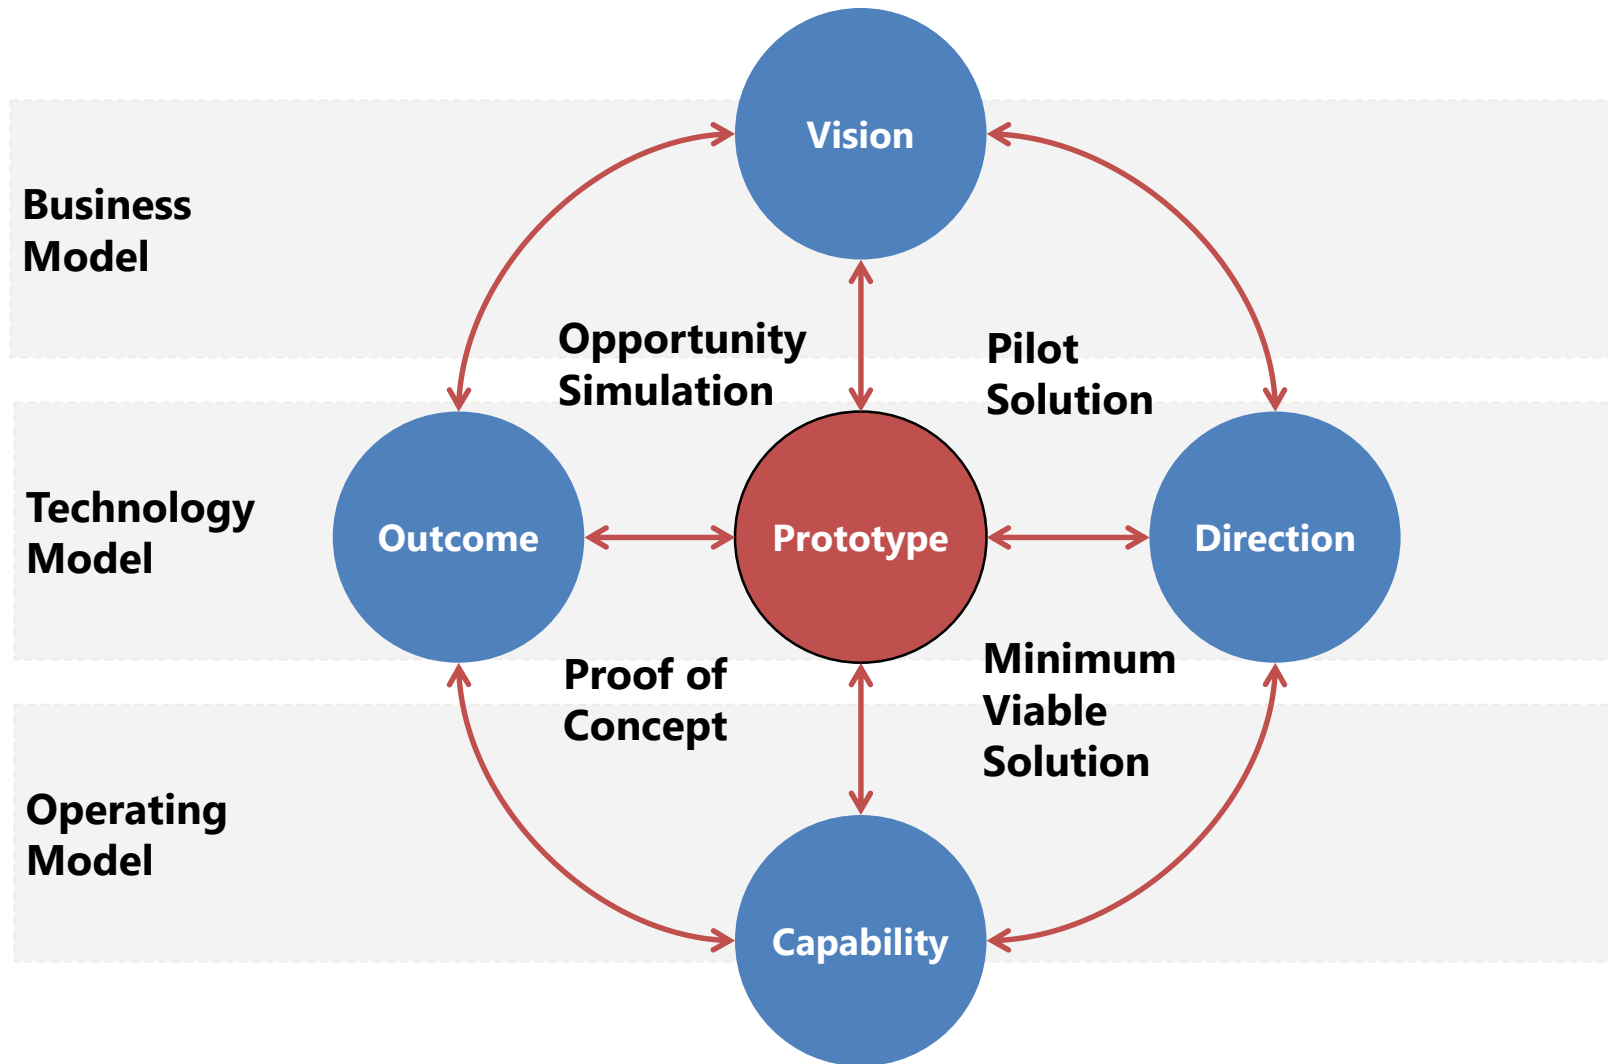 Vision
Business
Model
Opportunity
Simulation
Pilot
Solution
Technology
Model
Outcome
Prototype
Direction
Proof of
Concept
Minimum
Viable
Solution
Operating
Model
Capability